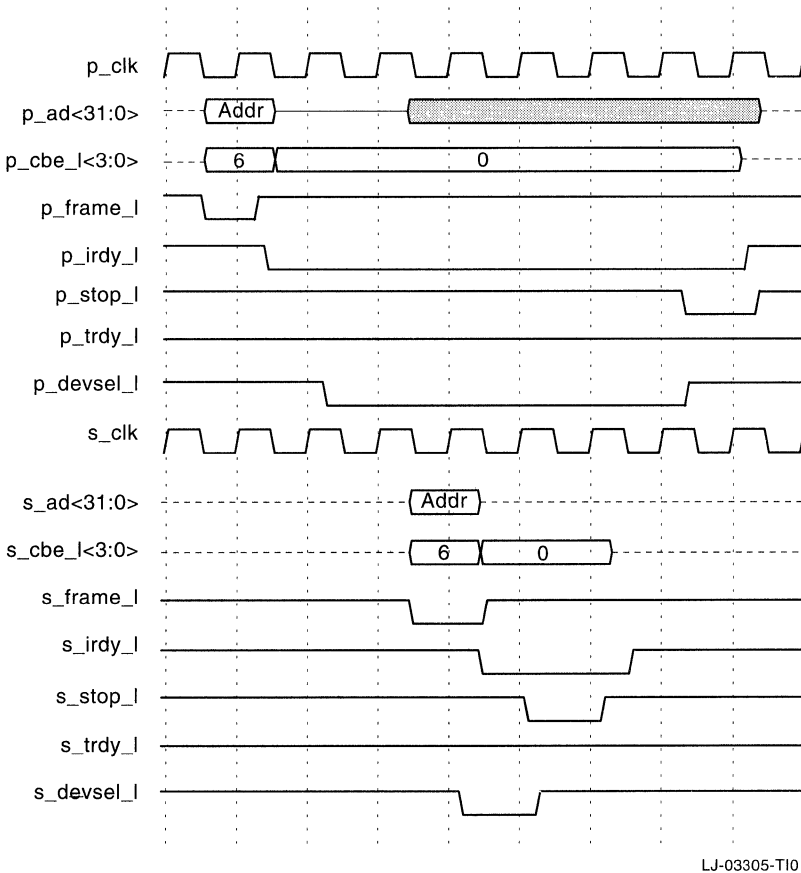 p_clk
p_ad<31:0>
Addr
p_cbe_l<3:0>
6
0
p_frame_l
p_irdy_l
p_stop_l
p_trdy_l
p_devsel_l
s_clk
s_ad<31:0>
Addr
s_cbe_l<3:0>
6
0
s_frame_l
s_irdy_l
s_stop_l
s_trdy_l
s_devsel_l
LJ-03305-TI0